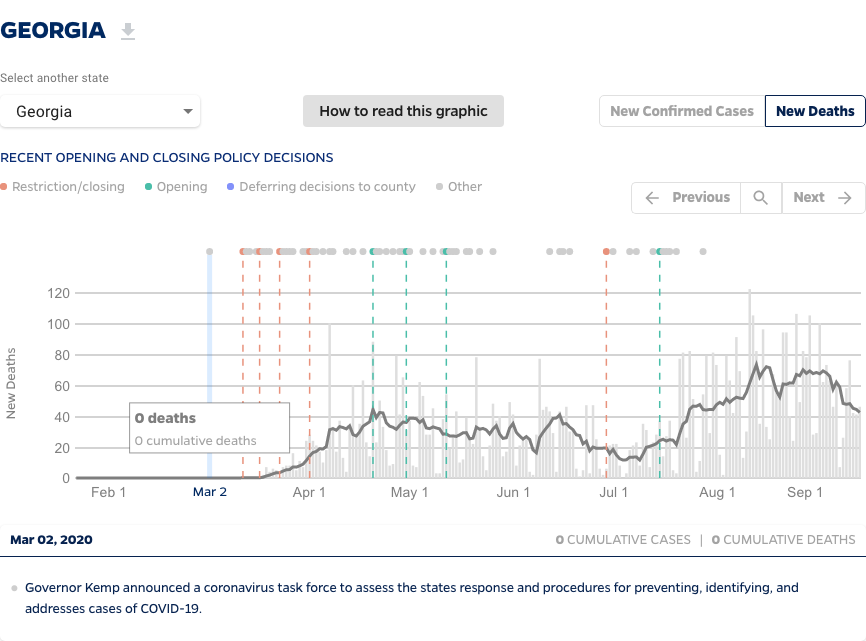 GEORGIA
Select another state
Georgia
How to read this graphic
New Confirmed Cases
New Deaths
RECENT OPENING AND CLOSING POLICY DECISIONS
Restriction/closing
Opening
Deferring decisions to county
Other
Previous
Next
New Deaths
120
100
80
60
40
20
0
0 deaths
0 cumulative deaths
Feb 1
Mar 2
Apr 1
May 1
Jun 1
Jul 1
Aug 1
Sep 1
Mar 02, 2020
0 CUMULATIVE CASES | 0 CUMULATIVE DEATHS
Governor Kemp announced a coronavirus task force to assess the states response and procedures for preventing, identifying, and
addresses cases of COVID-19.